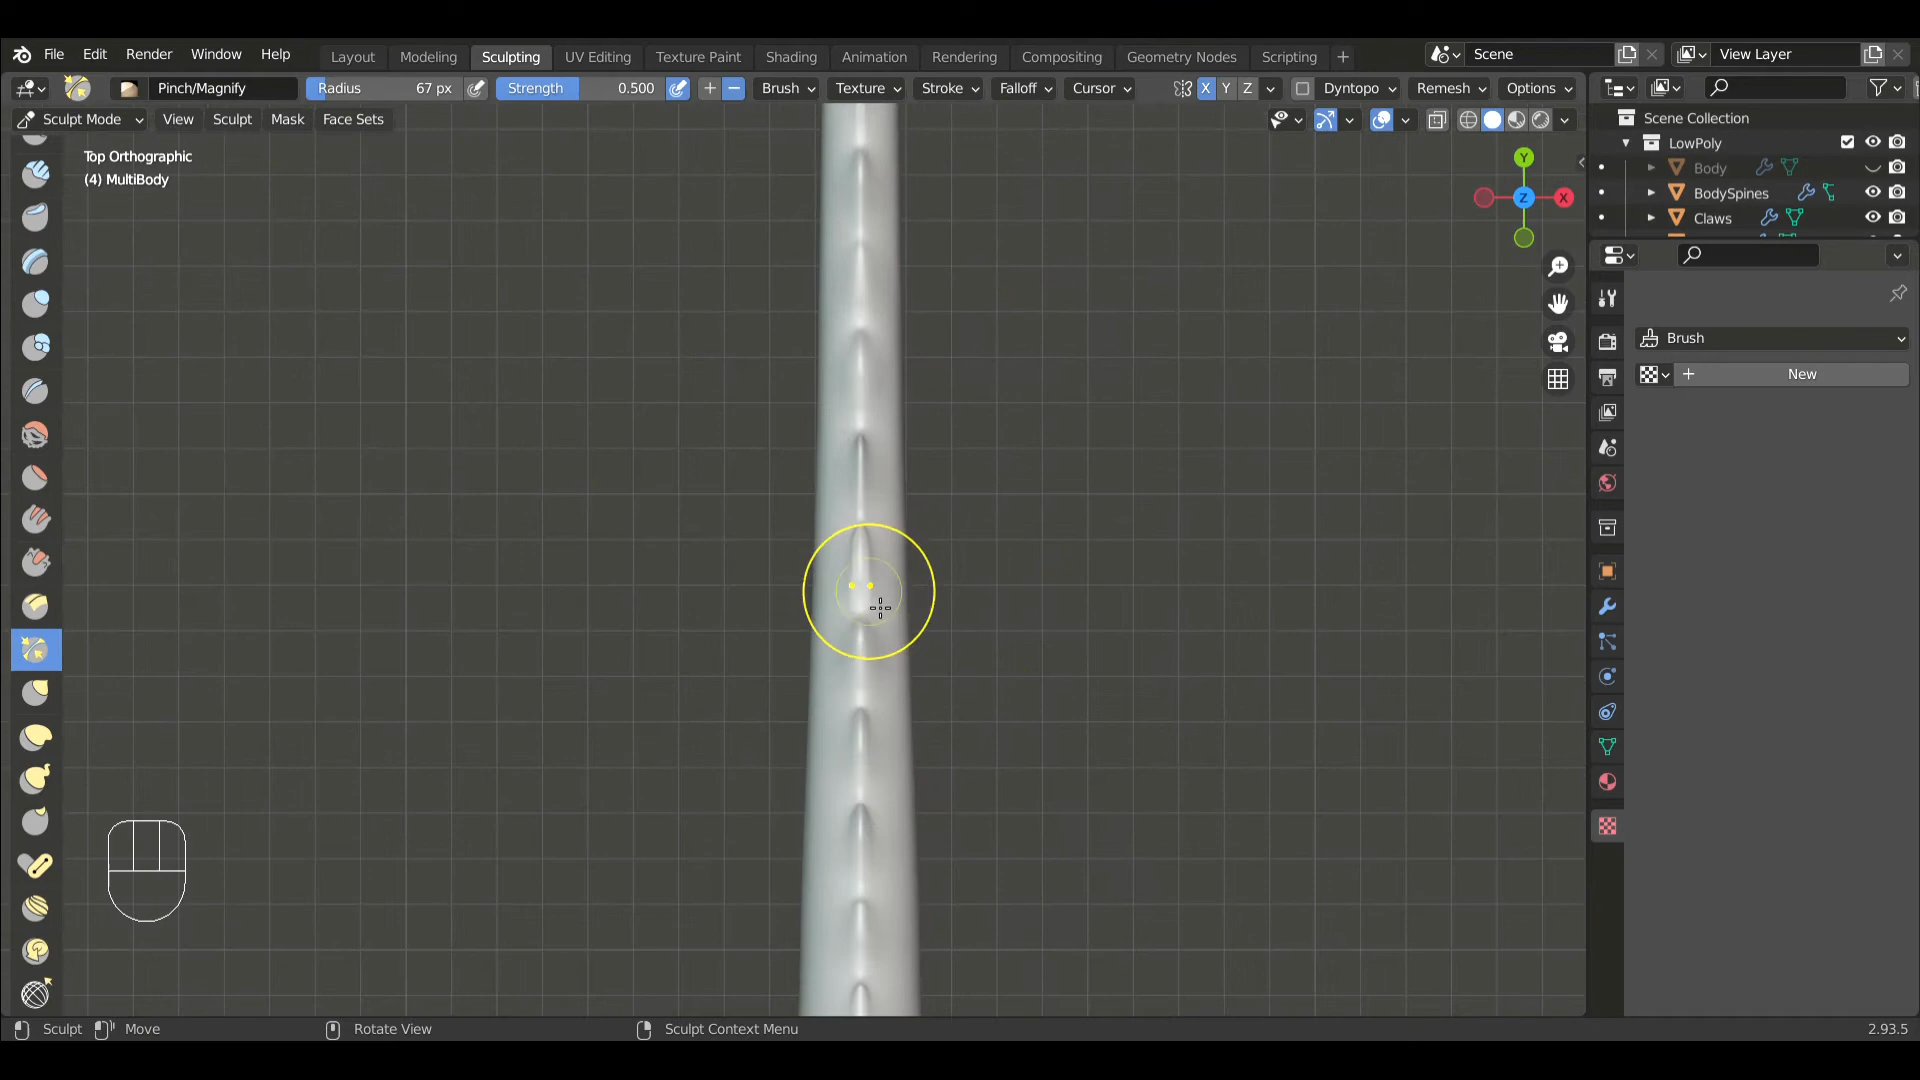 File Edit Render Window Help Layout Modeling Sculpting UV Editing Texture Paint Shading Animation Rendering Compositing Geometry Nodes Scripting + Scene View Layer
Pinch/Magnify Radius 67 px Strength 0.500 Brush Texture Stroke Falloff Cursor X Y Z Dyntopo Remesh Options
Sculpt Mode View Sculpt Mask Face Sets
Scene Collection
LowPoly
Body
BodySpines
Claws
Top Orthographic
(4) MultiBody
Y
Z X
Brush
+ New
Sculpt Move Rotate View Sculpt Context Menu 2.93.5